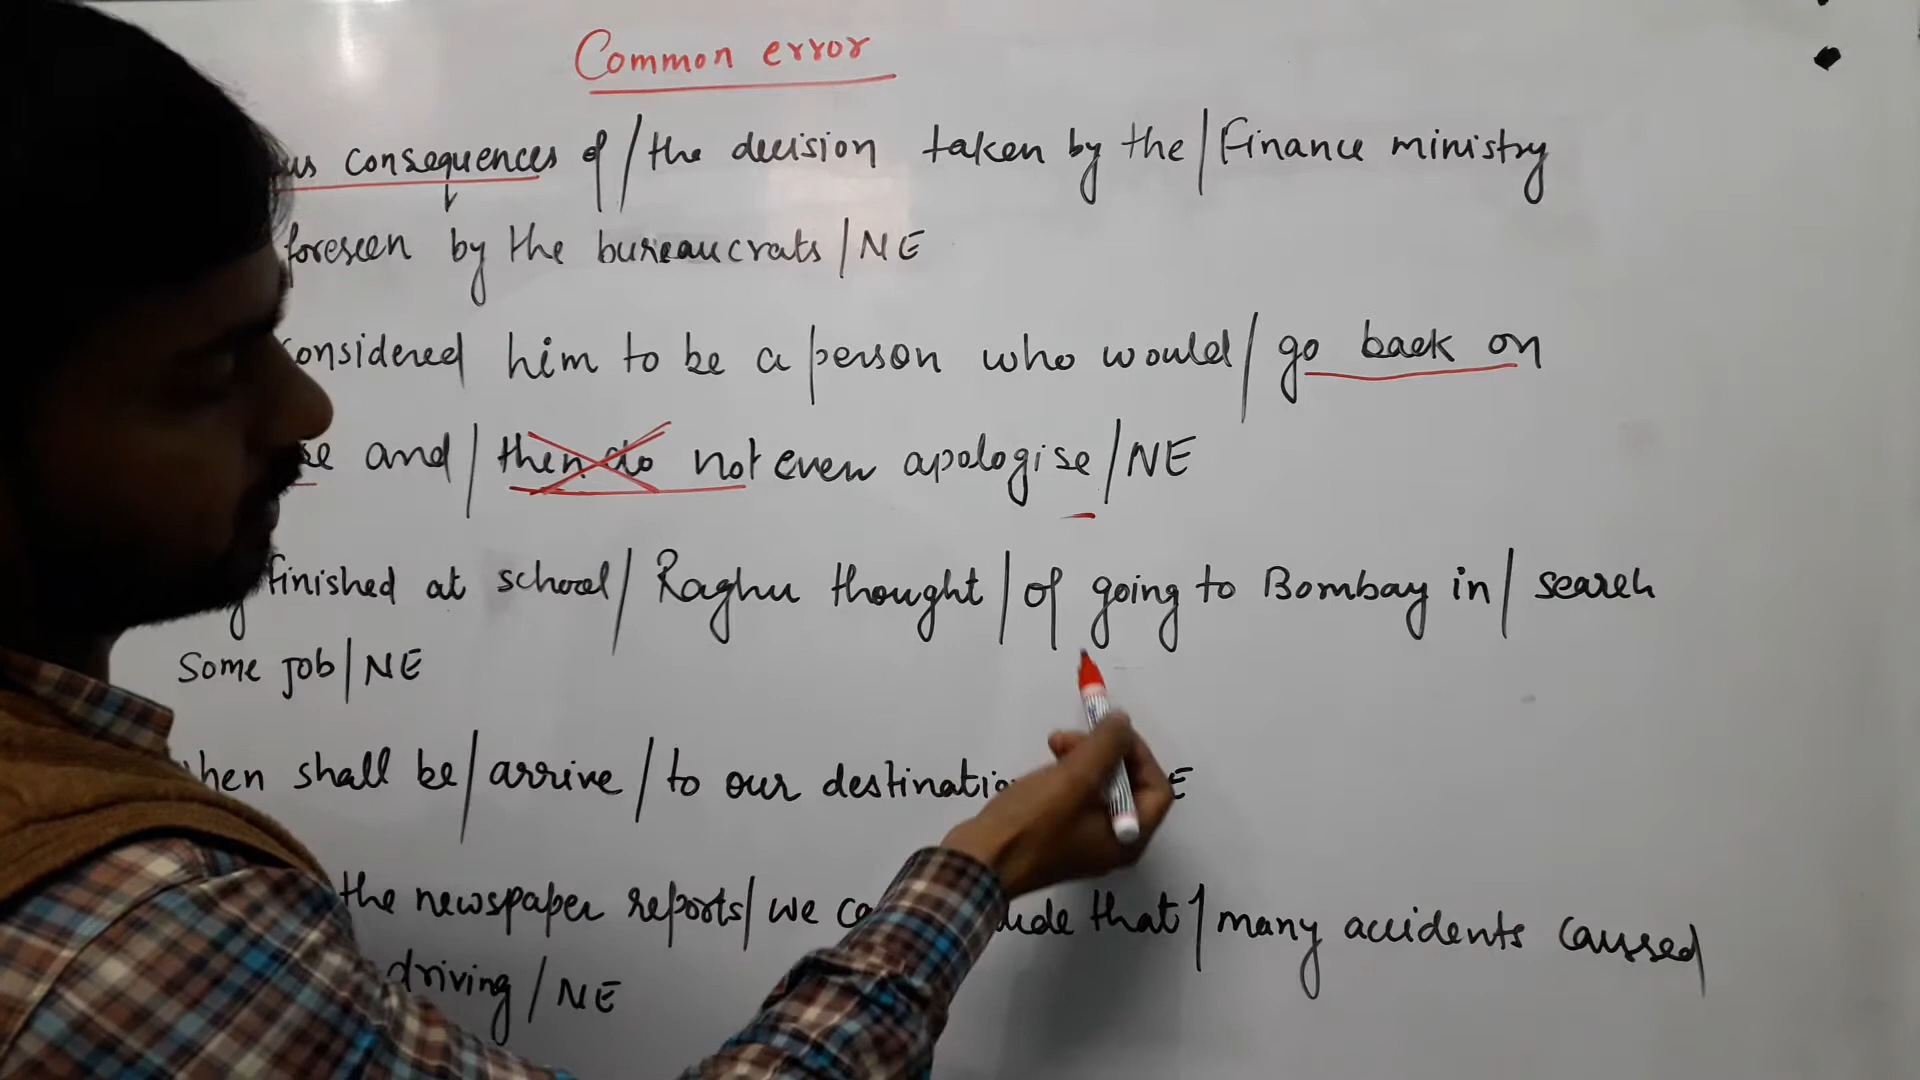 Common error
consequences of / the decision taken by the / Finance ministry
foreseen by the bureaucrats / NE
considered him to be a / person who would / go back on
and / then do not even apologise / NE
finished at school / Raghu thought / of going to Bombay in / search
some job / NE
shall be / arrive / to our
the newspaper reports / we that / many accidents caused
driving / NE